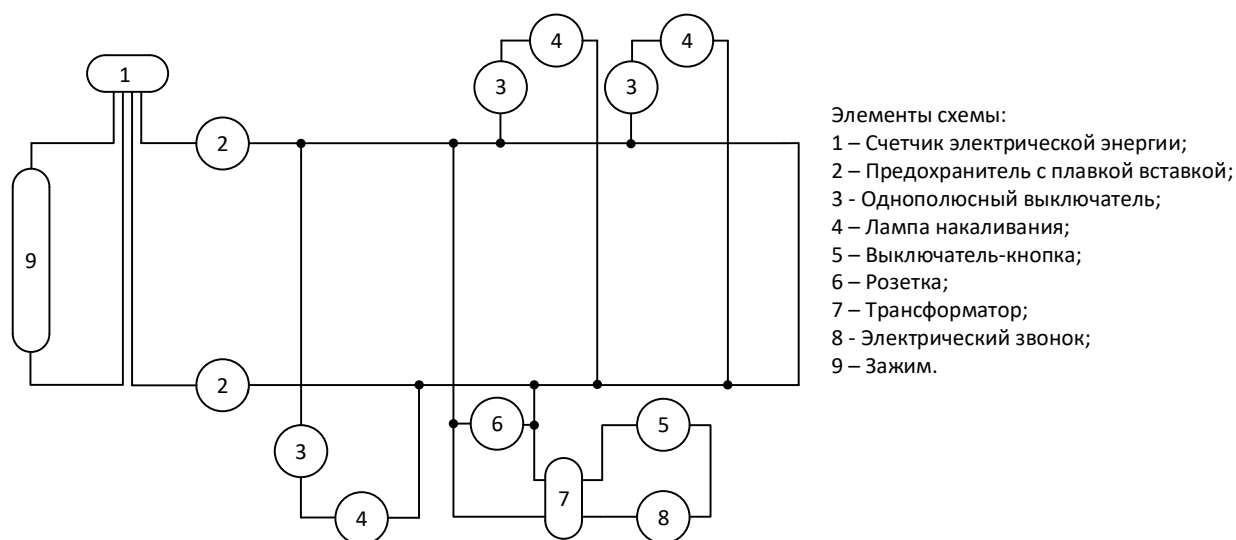 4
4
3
3
1
2
9
2
6
5
3
7
4
8
Элементы схемы:
1 – Счетчик электрической энергии;
2 – Предохранитель с плавкой вставкой;
3 - Однополюсный выключатель;
4 – Лампа накаливания;
5 – Выключатель-кнопка;
6 – Розетка;
7 – Трансформатор;
8 - Электрический звонок;
9 – Зажим.